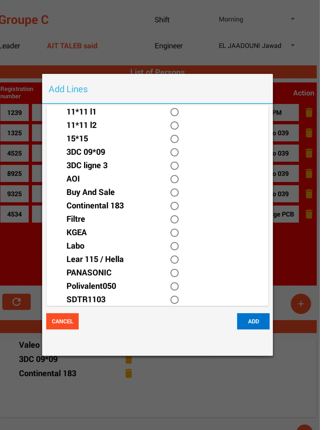 Groupe C
Shift
Morning
Leader
AIT TALEB said
Engineer
EL JAADOUNI Jawad
List of Persons
Registration number
Action
1239
PM
1325
o 039
4525
o 039
8925
o 039
9325
o 039
4534
ge PCB
Add Lines
11*11 l1
11*11 l2
15*15
3DC 09*09
3DC ligne 3
AOI
Buy And Sale
Continental 183
Filtre
KGEA
Labo
Lear 115 / Hella
PANASONIC
Polivalent050
SDTR1103
CANCEL
ADD
Valeo
3DC 09*09
Continental 183